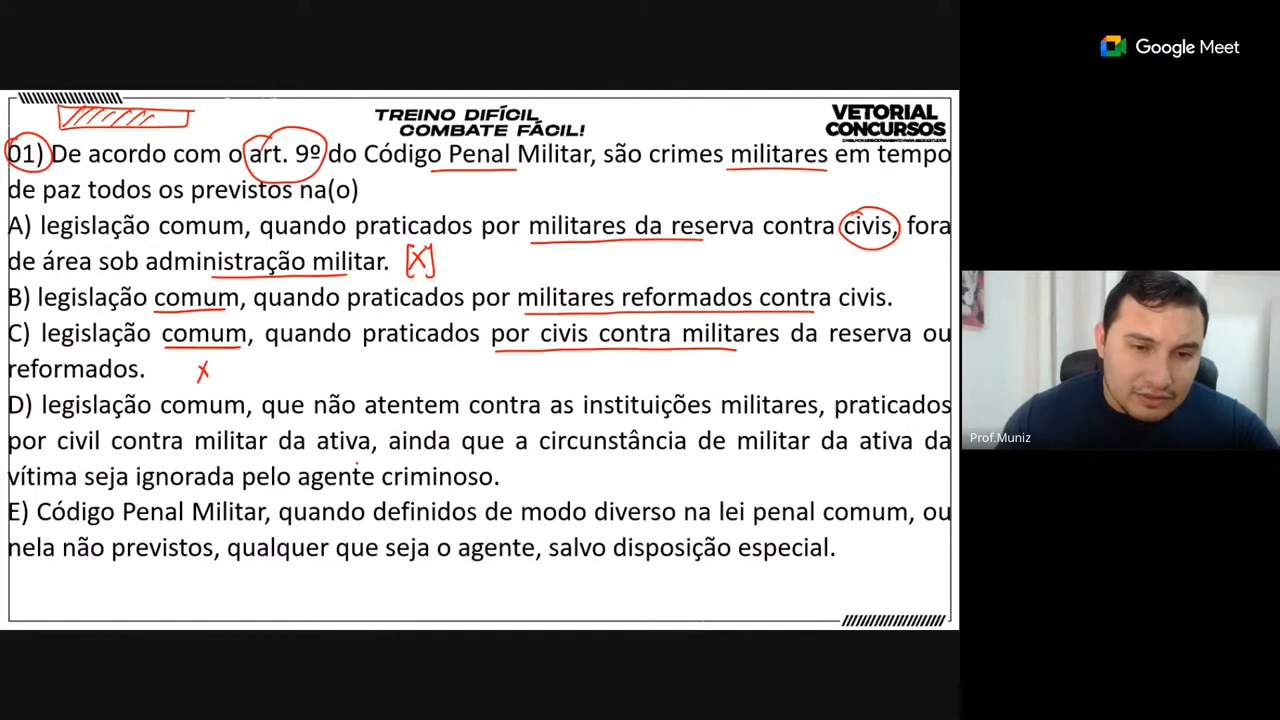 Google Meet
TREINO DIFÍCIL
COMBATE FÁCIL!
VETORIAL
CONCURSOS
01) De acordo com o art. 9º do Código Penal Militar, são crimes militares em tempo
de paz todos os previstos na(o)
A) legislação comum, quando praticados por militares da reserva contra civis, fora
de área sob administração militar. [X]
B) legislação comum, quando praticados por militares reformados contra civis.
C) legislação comum, quando praticados por civis contra militares da reserva ou
reformados. x
D) legislação comum, que não atentem contra as instituições militares, praticados
por civil contra militar da ativa, ainda que a circunstância de militar da ativa da
vítima seja ignorada pelo agente criminoso.
E) Código Penal Militar, quando definidos de modo diverso na lei penal comum, ou
nela não previstos, qualquer que seja o agente, salvo disposição especial.
Prof.Muniz